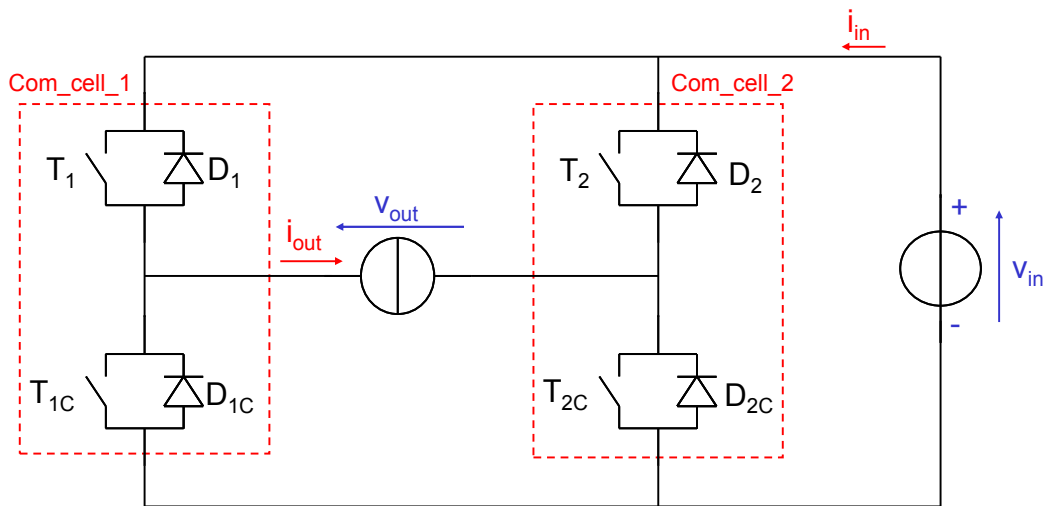 i_in
Com_cell_1
Com_cell_2
T_1
D_1
T_2
D_2
v_out
i_out
+
v_in
-
T_1C
D_1C
T_2C
D_2C